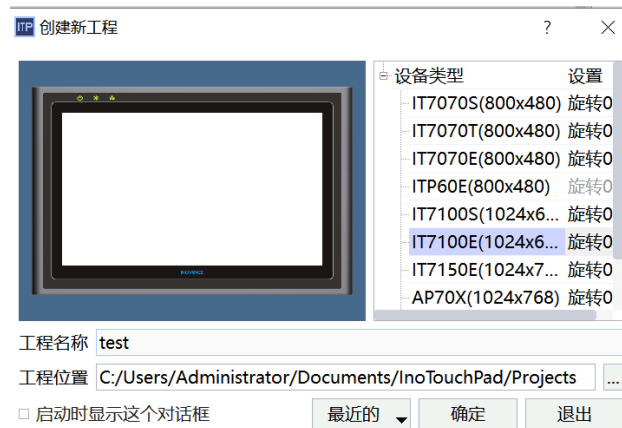 ITP 创建新工程 ? ×
设备类型 设置
IT7070S(800x480) 旋转0
IT7070T(800x480) 旋转0
IT7070E(800x480) 旋转0
ITP60E(800x480) 旋转0
IT7100S(1024x6... 旋转0
IT7100E(1024x6... 旋转0
IT7150E(1024x7... 旋转0
AP70X(1024x768) 旋转0
INOVANCE
工程名称 test
工程位置 C:/Users/Administrator/Documents/InoTouchPad/Projects ...
启动时显示这个对话框 最近的 确定 退出